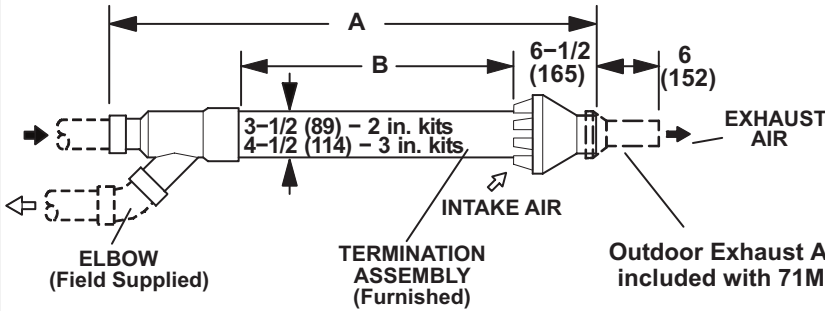 A
B
6–1/2
(165)
6
(152)
3–1/2 (89) – 2 in. kits
4–1/2 (114) – 3 in. kits
EXHAUST
AIR
INTAKE AIR
ELBOW
(Field Supplied)
TERMINATION
ASSEMBLY
(Furnished)
Outdoor Exhaust A
included with 71M